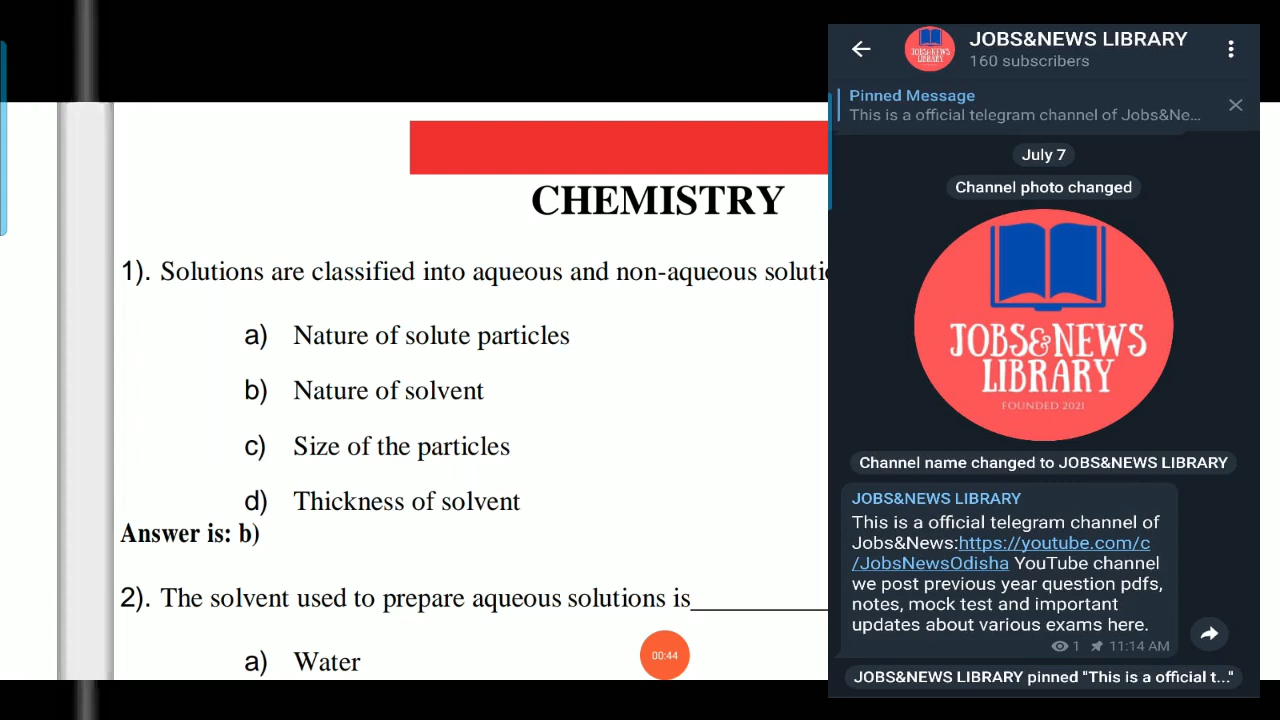 CHEMISTRY
1). Solutions are classified into aqueous and non-aqueous
a) Nature of solute particles
b) Nature of solvent
c) Size of the particles
d) Thickness of solvent
Answer is: b)
2). The solvent used to prepare aqueous solutions is________
a) Water
00:44
JOBS&NEWS LIBRARY
160 subscribers
Pinned Message
This is a official telegram channel of Jobs&Ne...
July 7
Channel photo changed
JOBS&NEWS
LIBRARY
FOUNDED 2021
Channel name changed to JOBS&NEWS LIBRARY
JOBS&NEWS LIBRARY
This is a official telegram channel of
Jobs&News:https://youtube.com/c
/JobsNewsOdisha YouTube channel
we post previous year question pdfs,
notes, mock test and important
updates about various exams here.
1 11:14 AM
JOBS&NEWS LIBRARY pinned "This is a official t..."